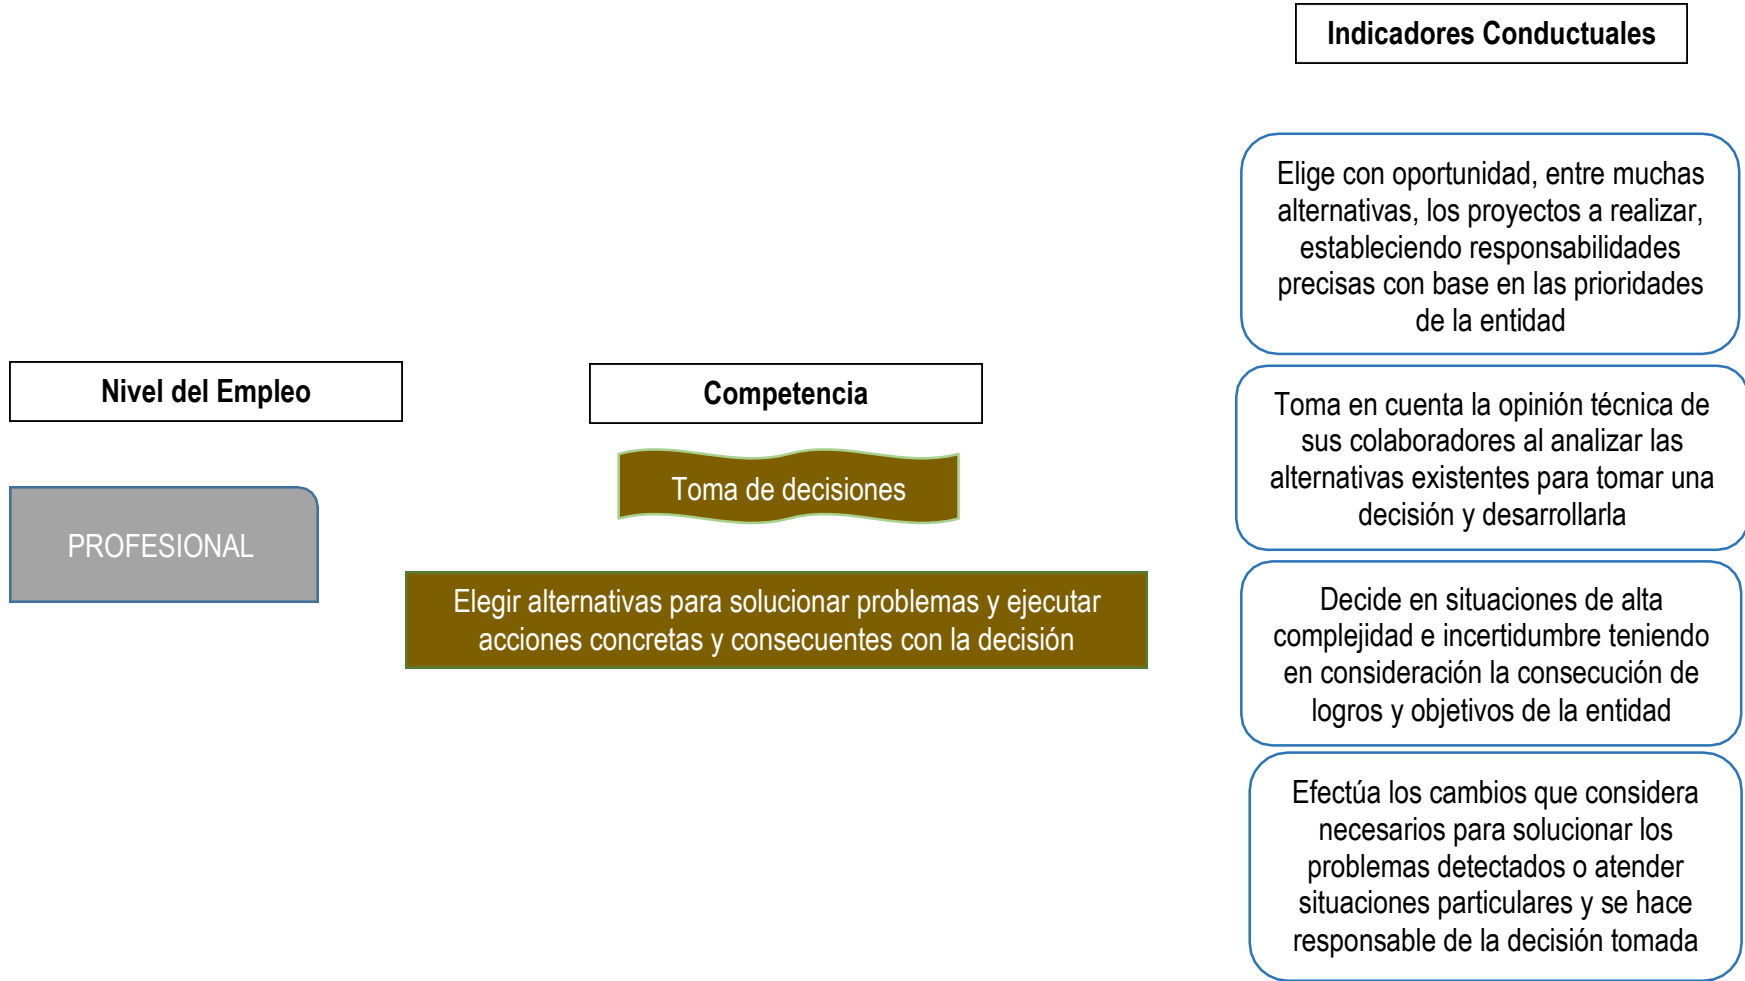 Indicadores Conductuales
Elige con oportunidad, entre muchas
alternativas, los proyectos a realizar,
estableciendo responsabilidades
precisas con base en las prioridades
de la entidad
Nivel del Empleo
Competencia
Toma en cuenta la opinión técnica de
sus colaboradores al analizar las
alternativas existentes para tomar una
decisión y desarrollarla
Toma de decisiones
PROFESIONAL
Elegir alternativas para solucionar problemas y ejecutar
acciones concretas y consecuentes con la decisión
Decide en situaciones de alta
complejidad e incertidumbre teniendo
en consideración la consecución de
logros y objetivos de la entidad
Efectúa los cambios que considera
necesarios para solucionar los
problemas detectados o atender
situaciones particulares y se hace
responsable de la decisión tomada